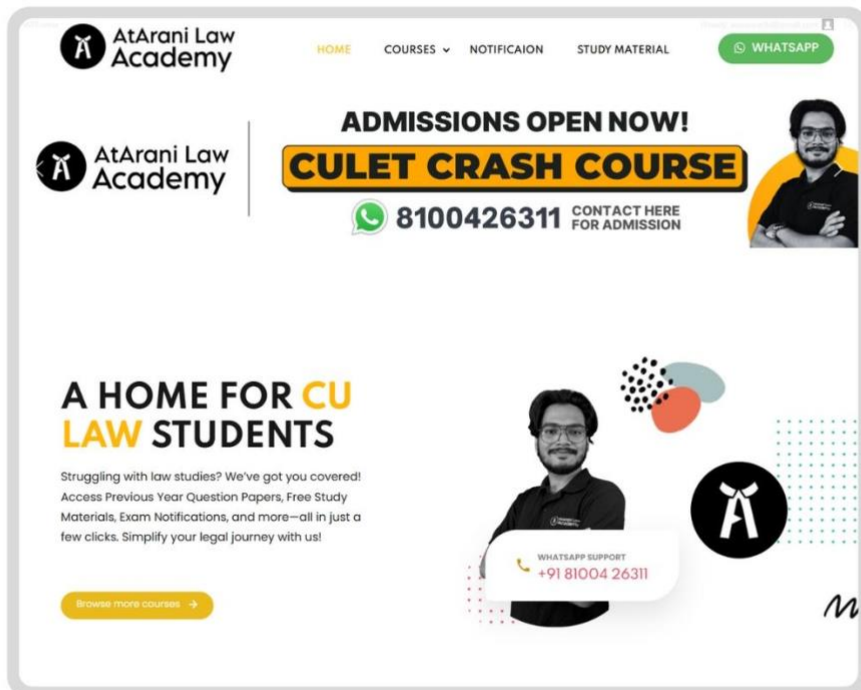 AtArani Law
Academy
HOME
COURSES
NOTIFICAION
STUDY MATERIAL
WHATSAPP
AtArani Law
Academy
ADMISSIONS OPEN NOW!
CULET CRASH COURSE
8100426311
CONTACT HERE
FOR ADMISSION
A HOME FOR CU
LAW STUDENTS
Struggling with law studies? We've got you covered!
Access Previous Year Question Papers, Free Study
Materials, Exam Notifications, and more—all in just a
few clicks. Simplify your legal journey with us!
WHATSAPP SUPPORT
+91 81004 26311
Browse more courses